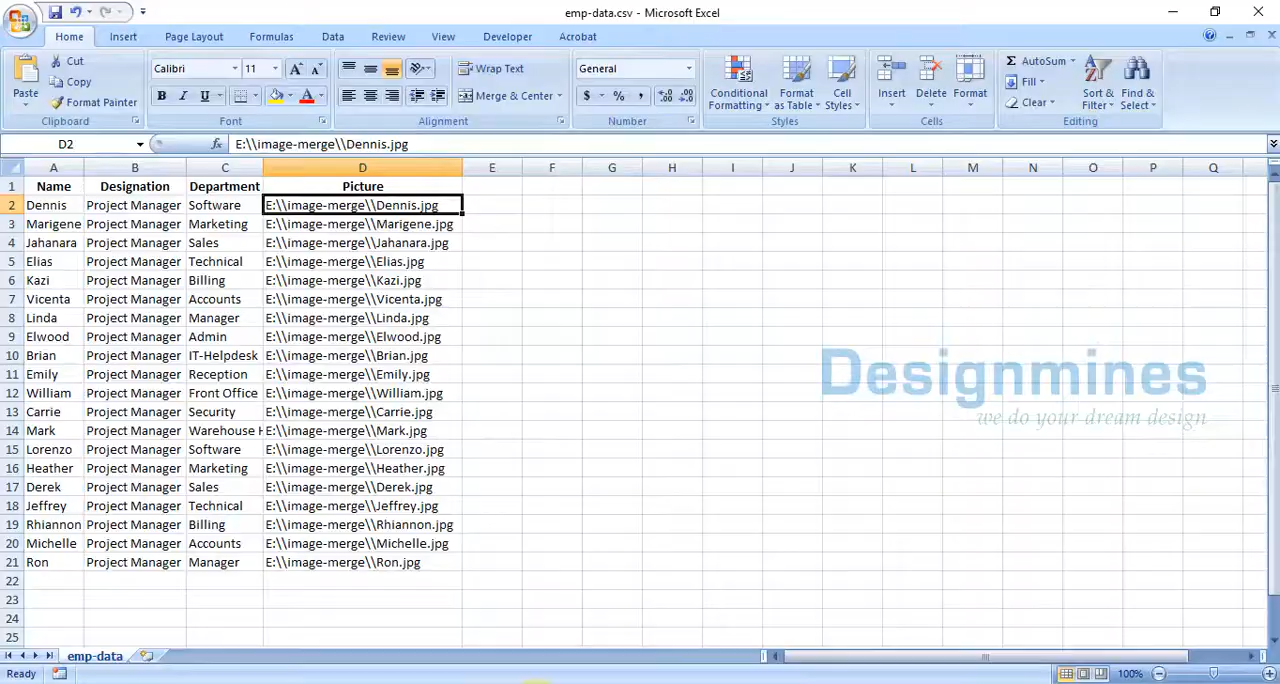 emp-data.csv - Microsoft Excel
Home Insert Page Layout Formulas Data Review View Developer Acrobat
Paste
Cut
Copy
Format Painter
Clipboard
Calibri 11
B I U
Font
Wrap Text
Merge & Center
Alignment
General
$ % ,
Number
Conditional Formatting
Format as Table
Cell Styles
Styles
Insert Delete Format
Cells
Σ AutoSum
Fill
Clear
Sort & Filter
Find & Select
Editing
D2 fx E:\\image-merge\\Dennis.jpg
A B C D E F G H I J K L M N O P Q
1 Name Designation Department Picture
2 Dennis Project Manager Software E:\\image-merge\\Dennis.jpg
3 Marigene Project Manager Marketing E:\\image-merge\\Marigene.jpg
4 Jahanara Project Manager Sales E:\\image-merge\\Jahanara.jpg
5 Elias Project Manager Technical E:\\image-merge\\Elias.jpg
6 Kazi Project Manager Billing E:\\image-merge\\Kazi.jpg
7 Vicenta Project Manager Accounts E:\\image-merge\\Vicenta.jpg
8 Linda Project Manager Manager E:\\image-merge\\Linda.jpg
9 Elwood Project Manager Admin E:\\image-merge\\Elwood.jpg
10 Brian Project Manager IT-Helpdesk E:\\image-merge\\Brian.jpg
11 Emily Project Manager Reception E:\\image-merge\\Emily.jpg
12 William Project Manager Front Office E:\\image-merge\\William.jpg
13 Carrie Project Manager Security E:\\image-merge\\Carrie.jpg
14 Mark Project Manager Warehouse H E:\\image-merge\\Mark.jpg
15 Lorenzo Project Manager Software E:\\image-merge\\Lorenzo.jpg
16 Heather Project Manager Marketing E:\\image-merge\\Heather.jpg
17 Derek Project Manager Sales E:\\image-merge\\Derek.jpg
18 Jeffrey Project Manager Technical E:\\image-merge\\Jeffrey.jpg
19 Rhiannon Project Manager Billing E:\\image-merge\\Rhiannon.jpg
20 Michelle Project Manager Accounts E:\\image-merge\\Michelle.jpg
21 Ron Project Manager Manager E:\\image-merge\\Ron.jpg
22
23
24
25
Designmines
we do your dream design
emp-data
Ready 100%